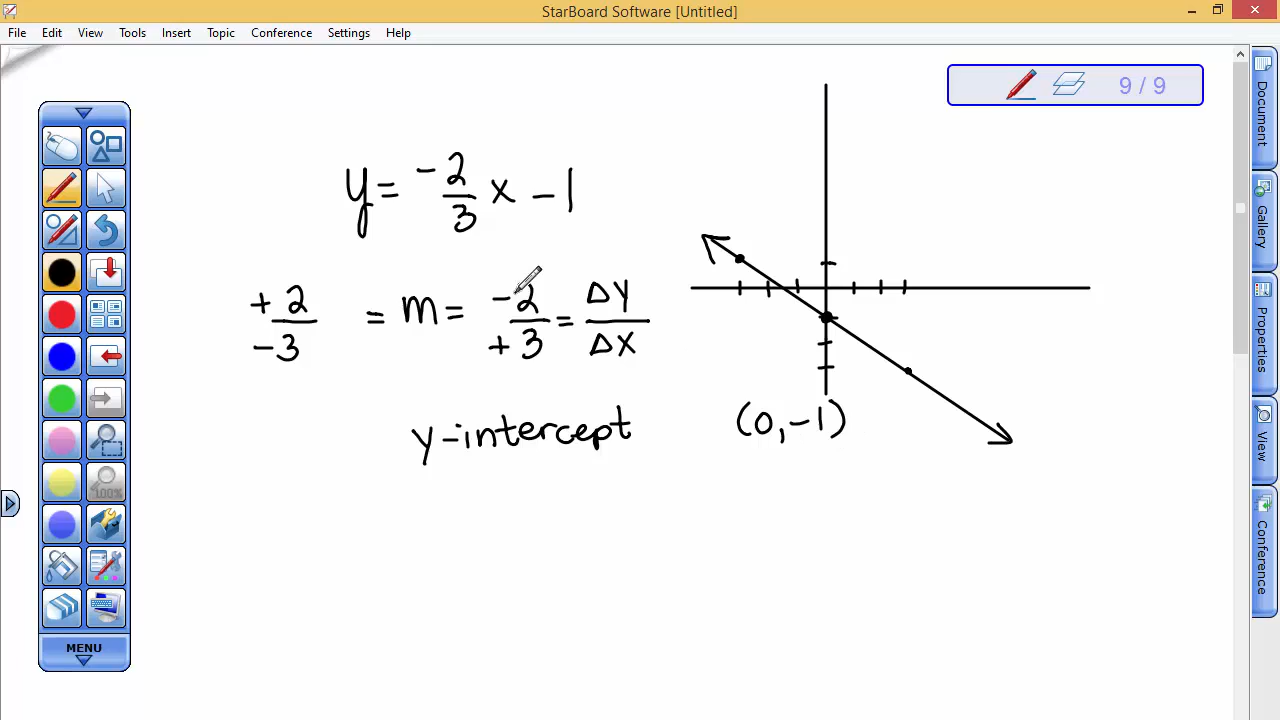 StarBoard Software [Untitled]
File Edit View Tools Insert Topic Conference Settings Help
9 / 9
Document
Gallery
Properties
View
Conference
100%
MENU
y = -2/3 x - 1
+2/-3 = m = -2/+3 = ΔY/ΔX
y-intercept (0,-1)